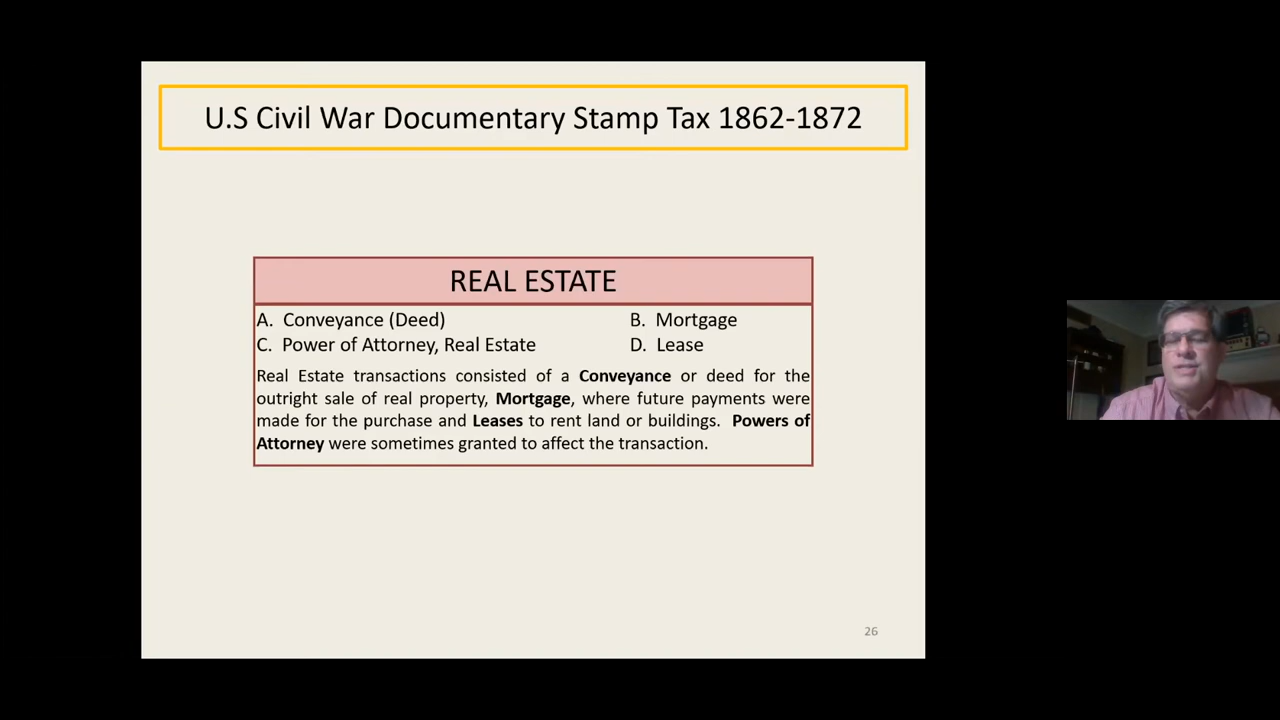 U.S Civil War Documentary Stamp Tax 1862-1872
REAL ESTATE
A. Conveyance (Deed) B. Mortgage
C. Power of Attorney, Real Estate D. Lease
Real Estate transactions consisted of a Conveyance or deed for the
outright sale of real property, Mortgage, where future payments were
made for the purchase and Leases to rent land or buildings. Powers of
Attorney were sometimes granted to affect the transaction.
26